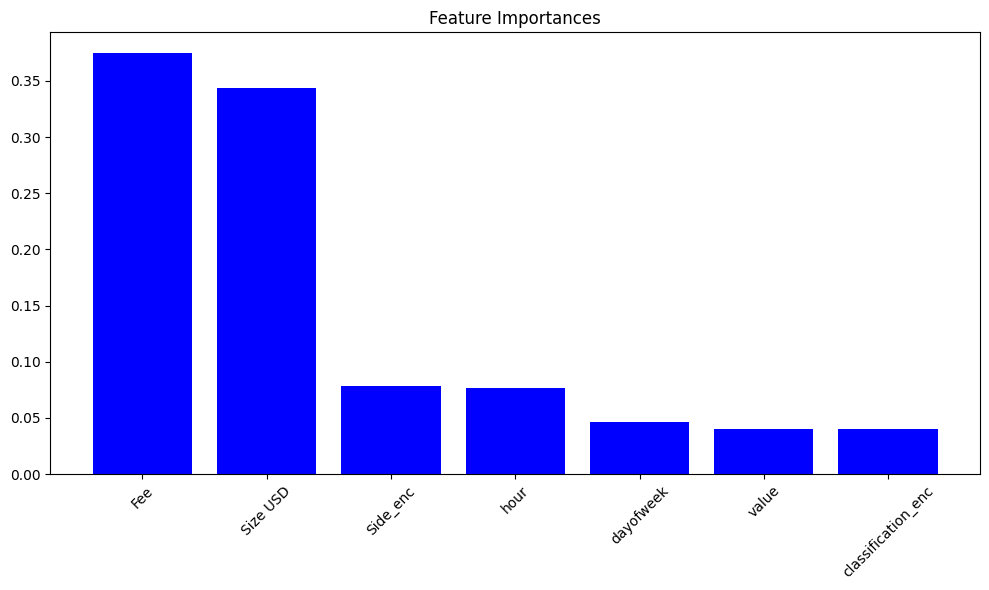 Feature Importances
0.35
0.30
0.25
0.20
0.15
0.10
0.05
0.00
Fee
Size USD
Side_enc
hour
dayofweek
value
classification_enc